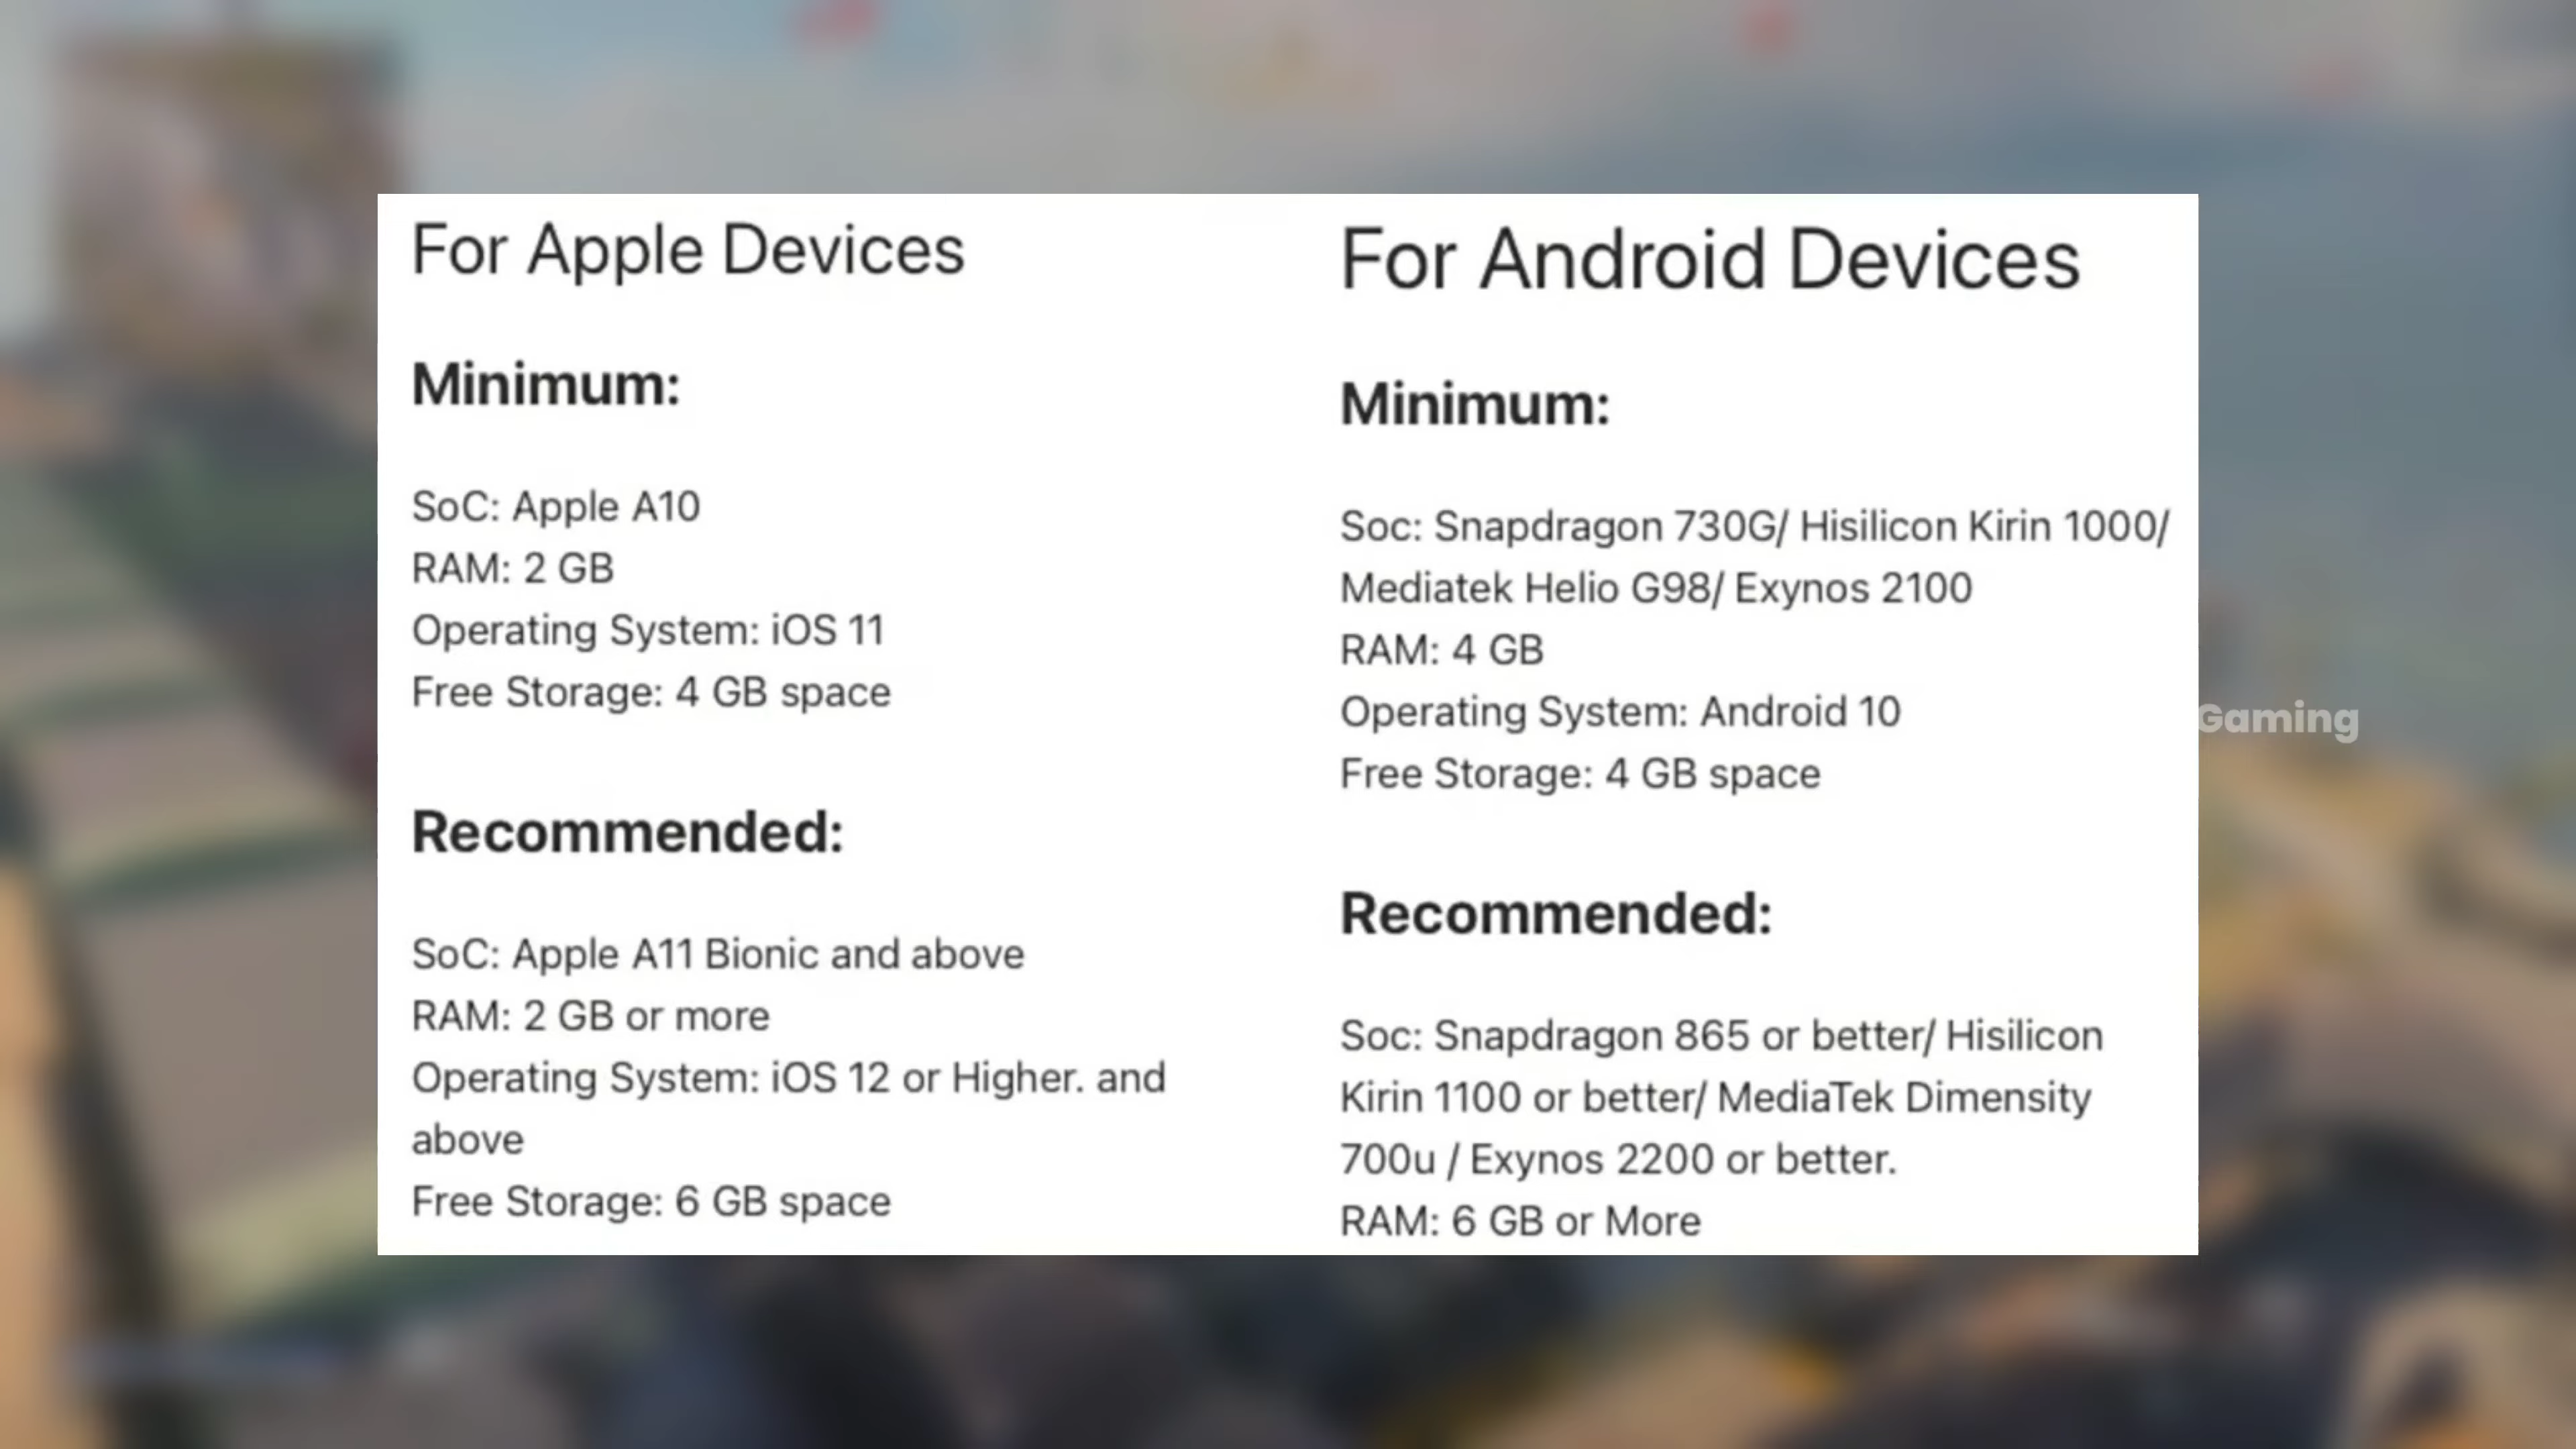 For Apple Devices
Minimum:
SoC: Apple A10
RAM: 2 GB
Operating System: iOS 11
Free Storage: 4 GB space
Recommended:
SoC: Apple A11 Bionic and above
RAM: 2 GB or more
Operating System: iOS 12 or Higher. and
above
Free Storage: 6 GB space
For Android Devices
Minimum:
Soc: Snapdragon 730G/ Hisilicon Kirin 1000/
Mediatek Helio G98/ Exynos 2100
RAM: 4 GB
Operating System: Android 10
Free Storage: 4 GB space
Recommended:
Soc: Snapdragon 865 or better/ Hisilicon
Kirin 1100 or better/ MediaTek Dimensity
700u / Exynos 2200 or better.
RAM: 6 GB or More
Gaming